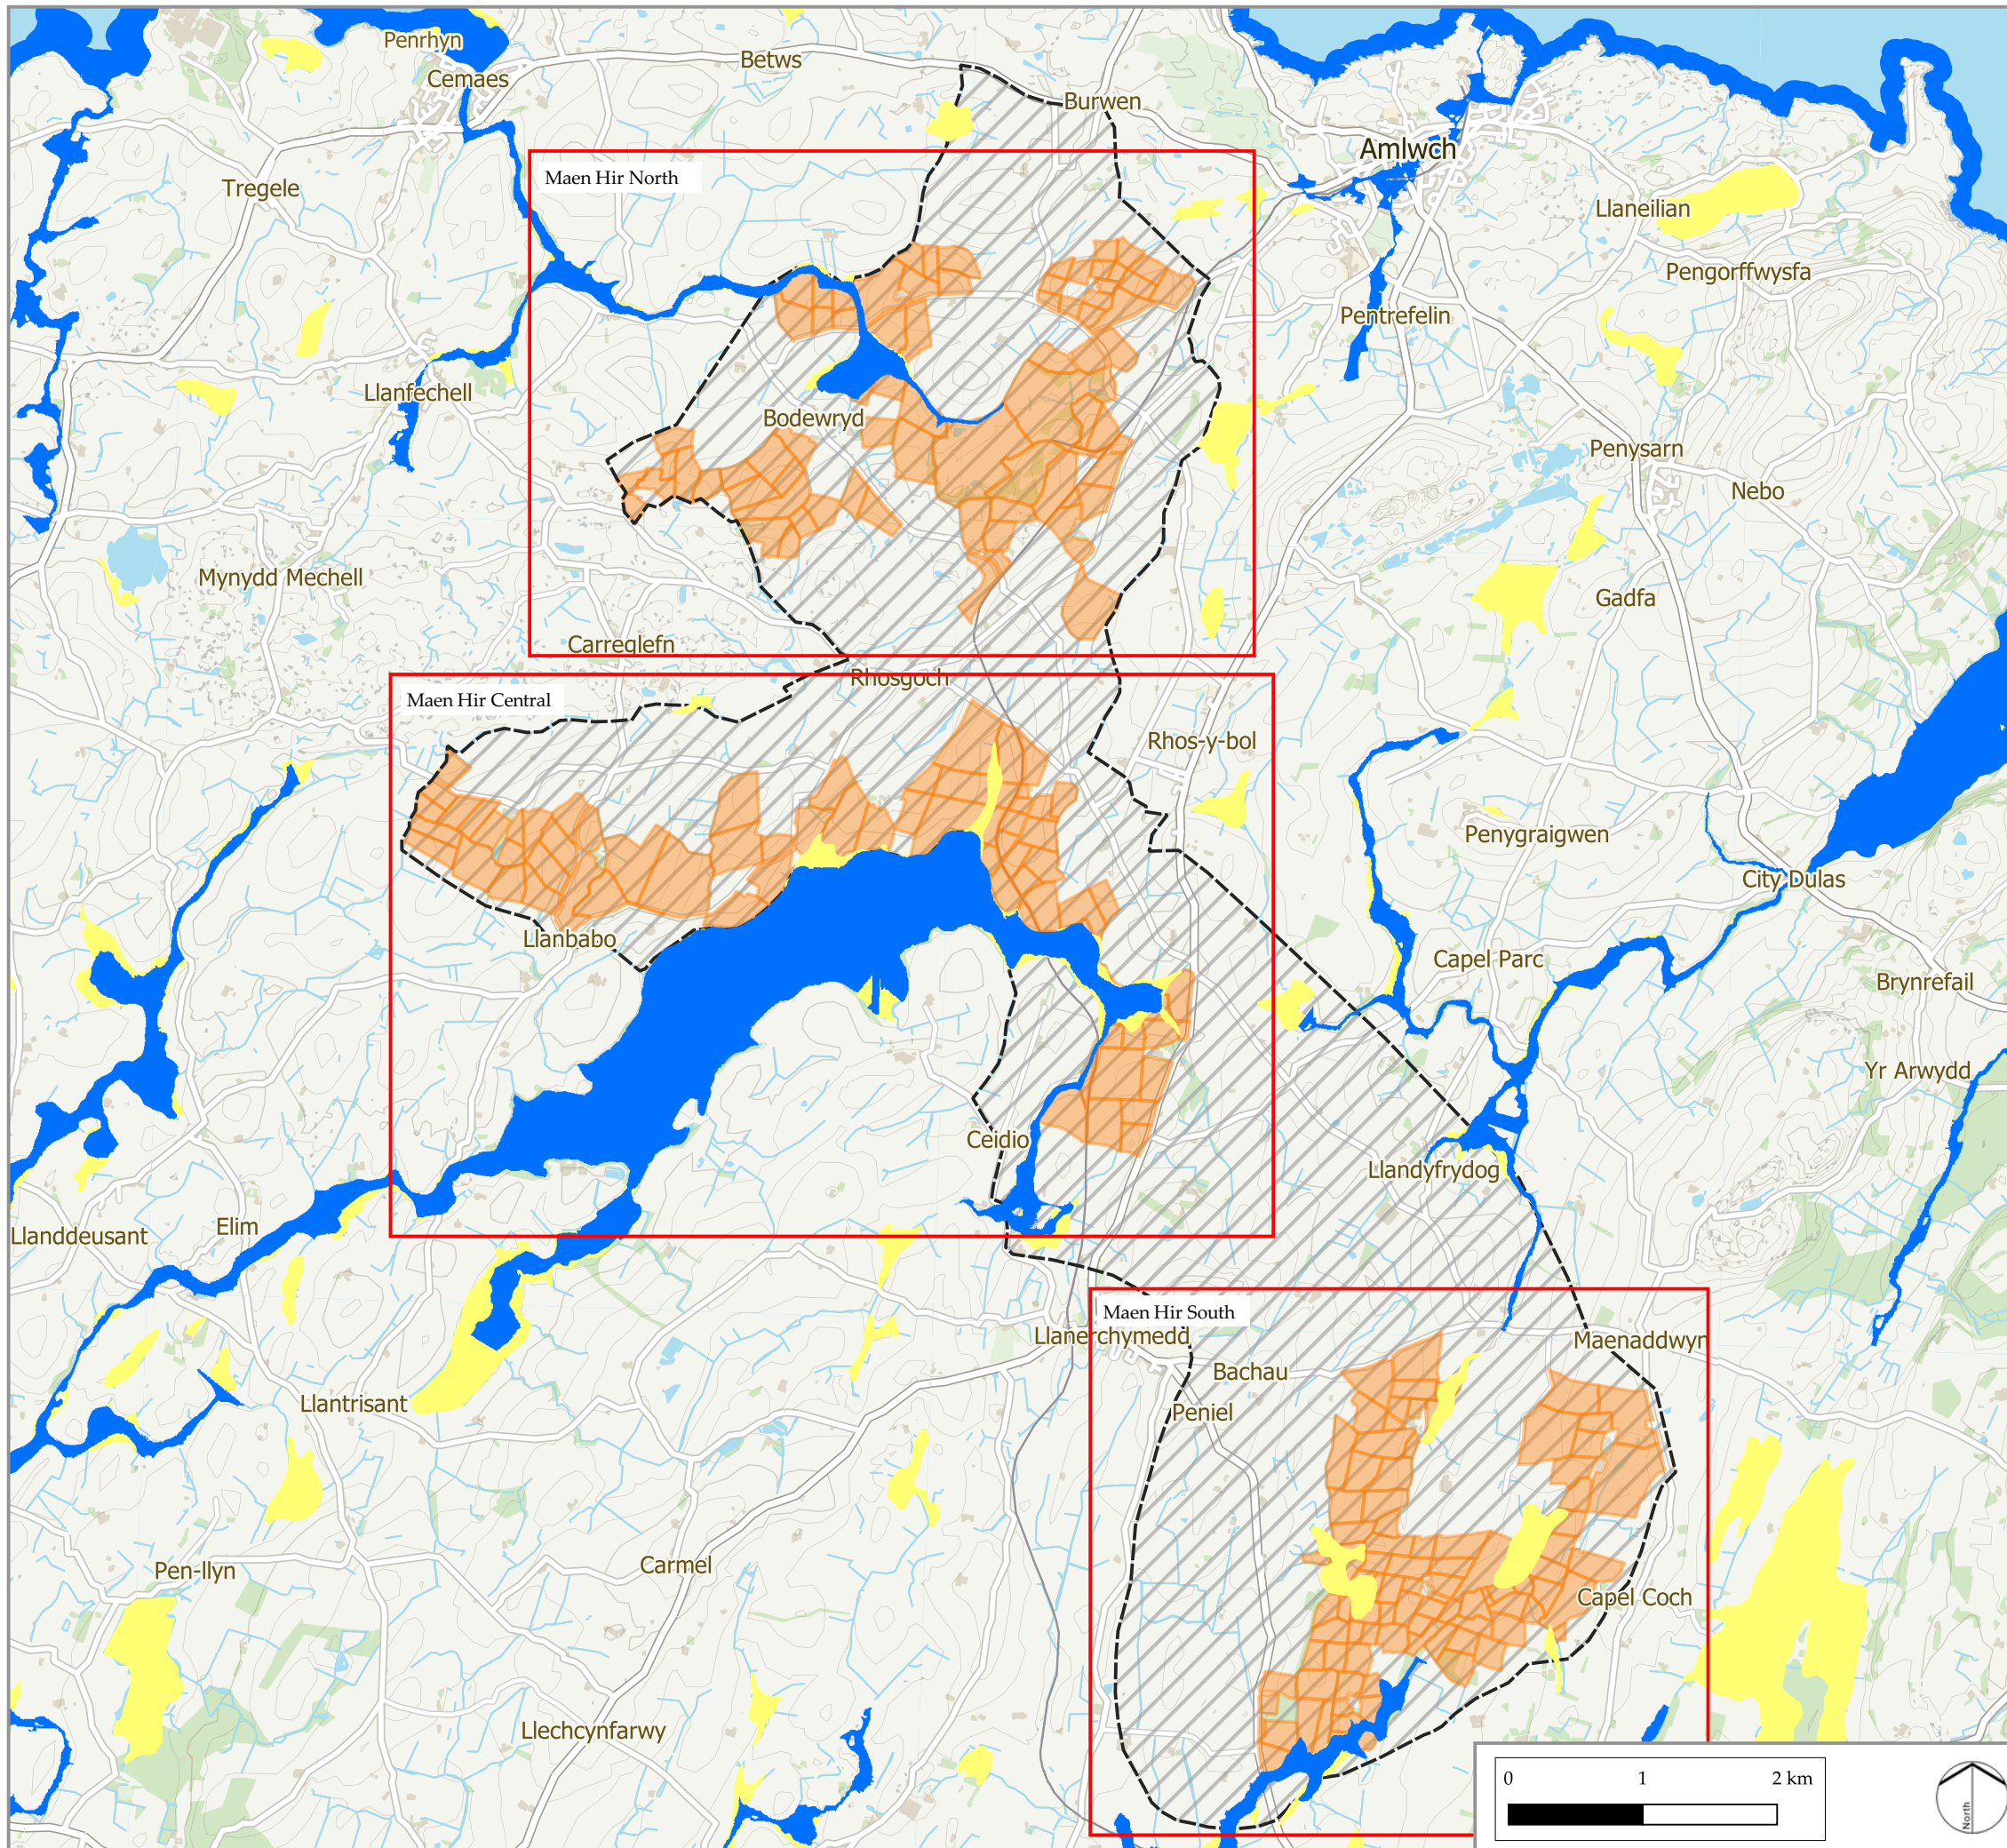 Penrhyn
Cemaes
Betws
Burwen
Amlwch
Maen Hir North
Tregele
Llaneilian
Pengorffwysfa
Pentrefelin
Llanfechell
Bodewryd
Penysarn
Nebo
Mynydd Mechell
Gadfa
Carreglefn
Rhosgoch
Maen Hir Central
Rhos-y-bol
Penygraigwen
City Dulas
Llanbabo
Capel Parc
Brynrefail
Yr Arwydd
Ceidio
Llandyfrydog
Llanddeusant
Elim
Maen Hir South
Llanerchymedd
Maenaddwyn
Bachau
Llantrisant
Peniel
Carmel
Pen-llyn
Capel Coch
Llechcynfarwy
0 1 2 km
North